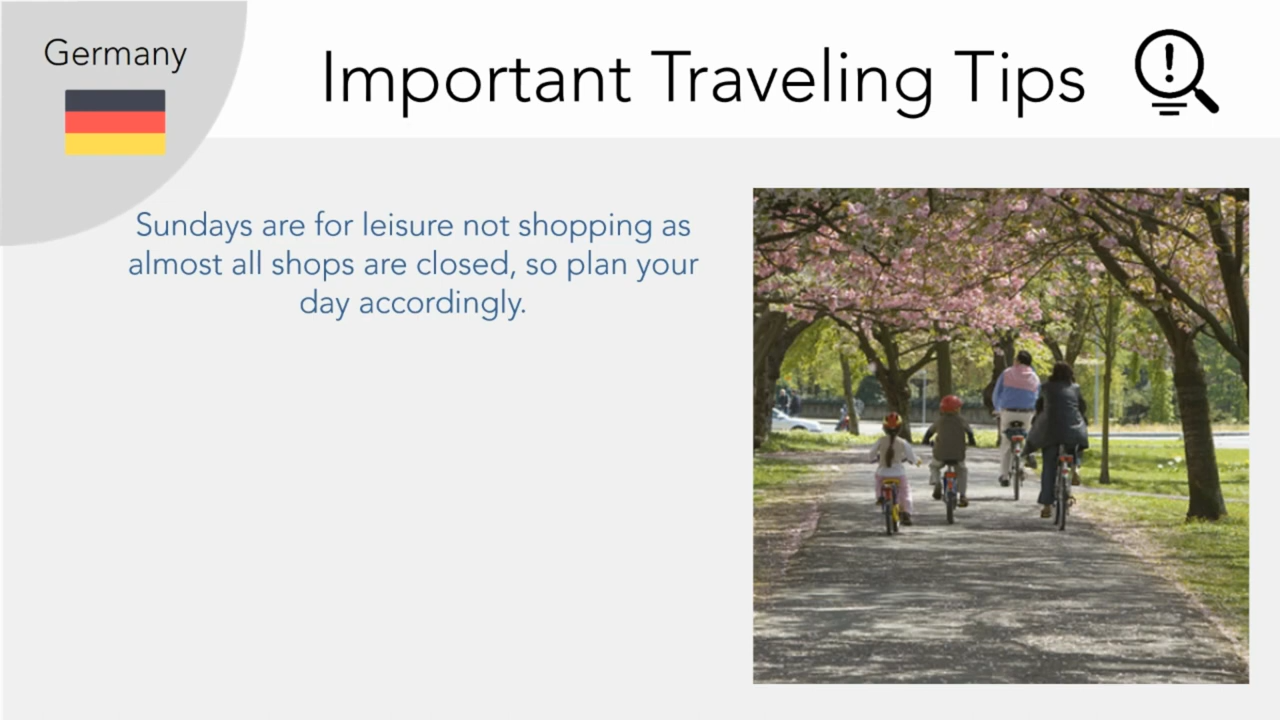 Germany
Important Traveling Tips
Sundays are for leisure not shopping as
almost all shops are closed, so plan your
day accordingly.